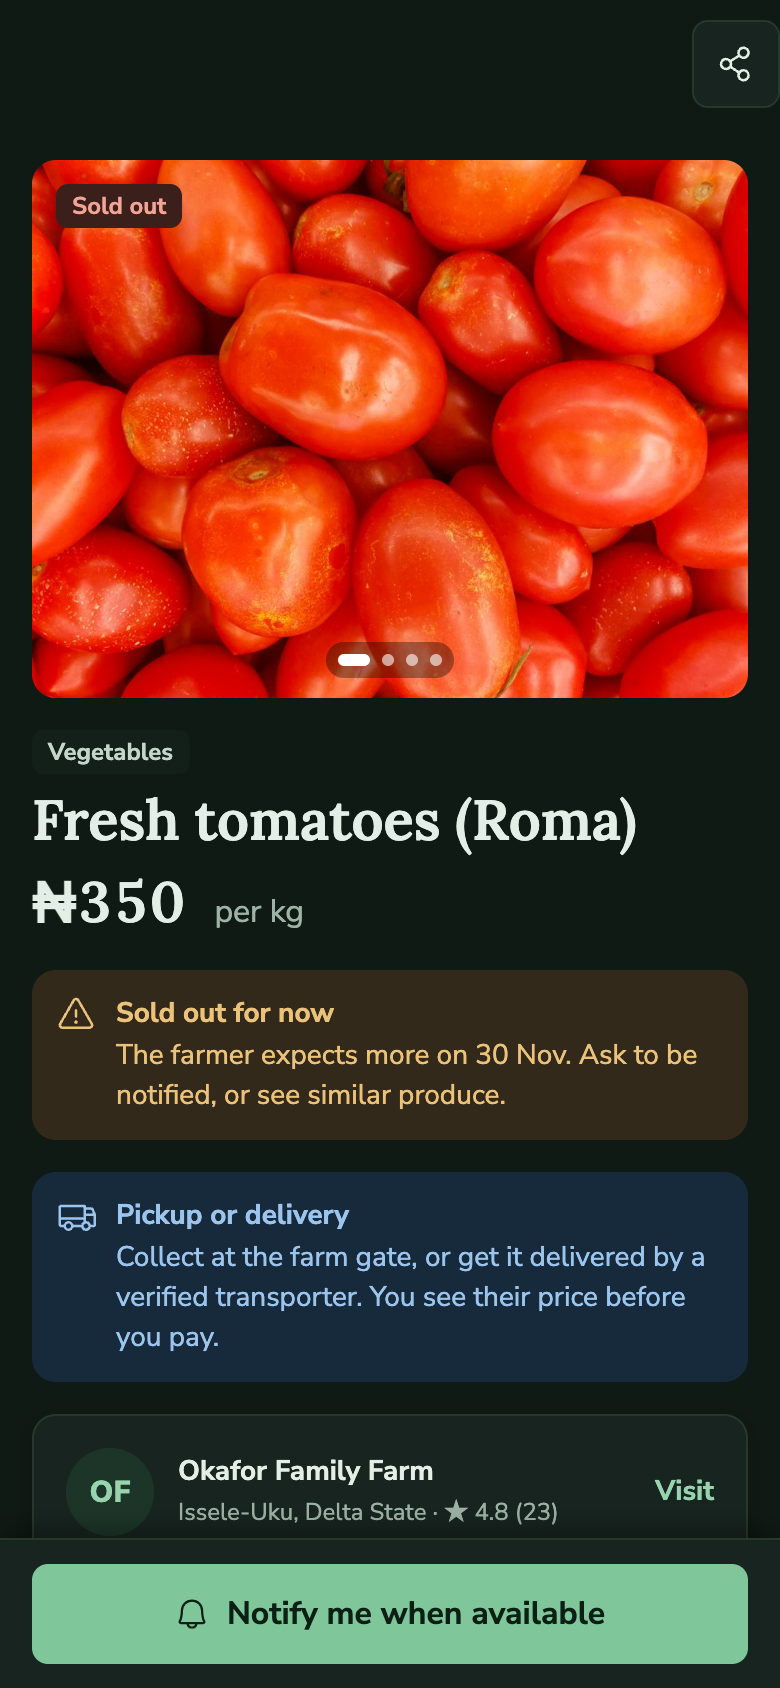 Sold out
Vegetables
Fresh tomatoes (Roma)
₦350 per kg
Sold out for now
The farmer expects more on 30 Nov. Ask to be
notified, or see similar produce.
Pickup or delivery
Collect at the farm gate, or get it delivered by a
verified transporter. You see their price before
you pay.
OF
Okafor Family Farm
Visit
Issele-Uku, Delta State · ★ 4.8 (23)
Notify me when available